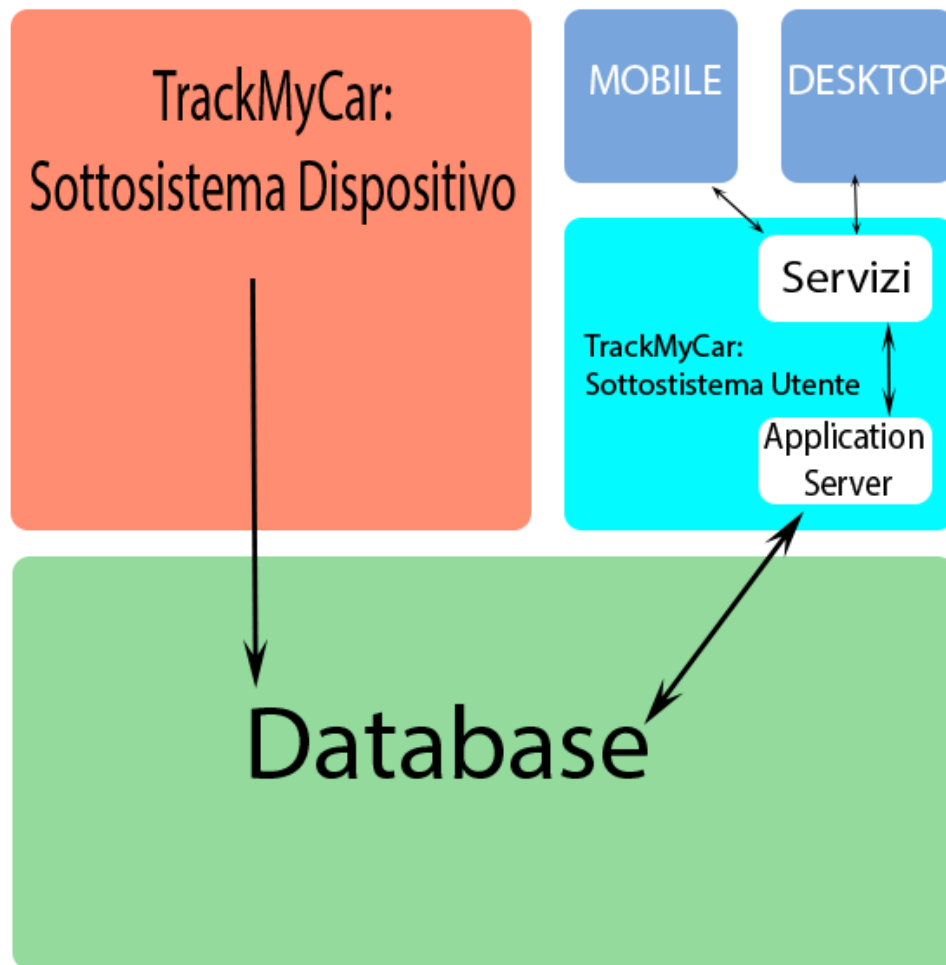 TrackMyCar:
Sottosistema Dispositivo
MOBILE
DESKTOP
Servizi
TrackMyCar:
Sottostistema Utente
Application
Server
Database